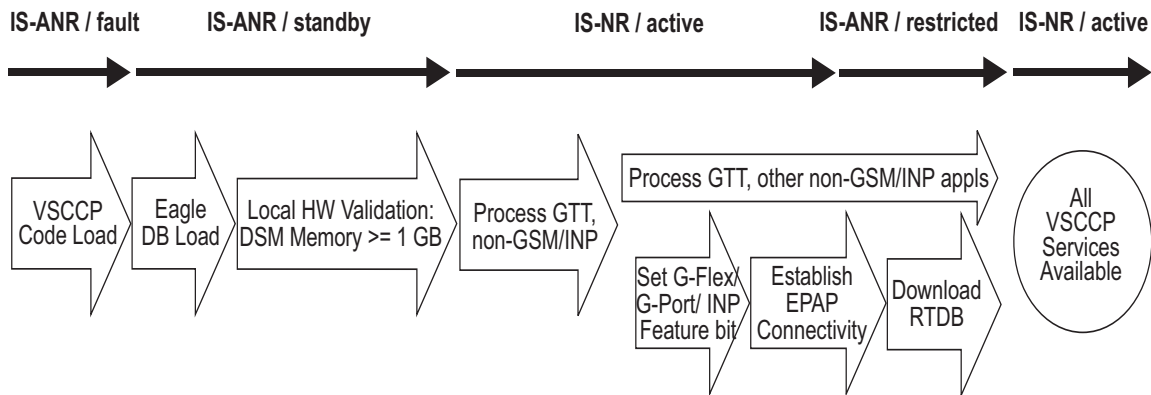 IS-ANR / fault
IS-ANR / standby
IS-NR / active
IS-ANR / restricted
IS-NR / active
VSCCP
Code Load
Eagle
DB Load
Local HW Validation:
DSM Memory >= 1 GB
Process GTT,
non-GSM/INP
Process GTT, other non-GSM/INP appls
Set G-Flex/
G-Port/ INP
Feature bit
Establish
EPAP
Connectivity
Download
RTDB
All
VSCCP
Services
Available